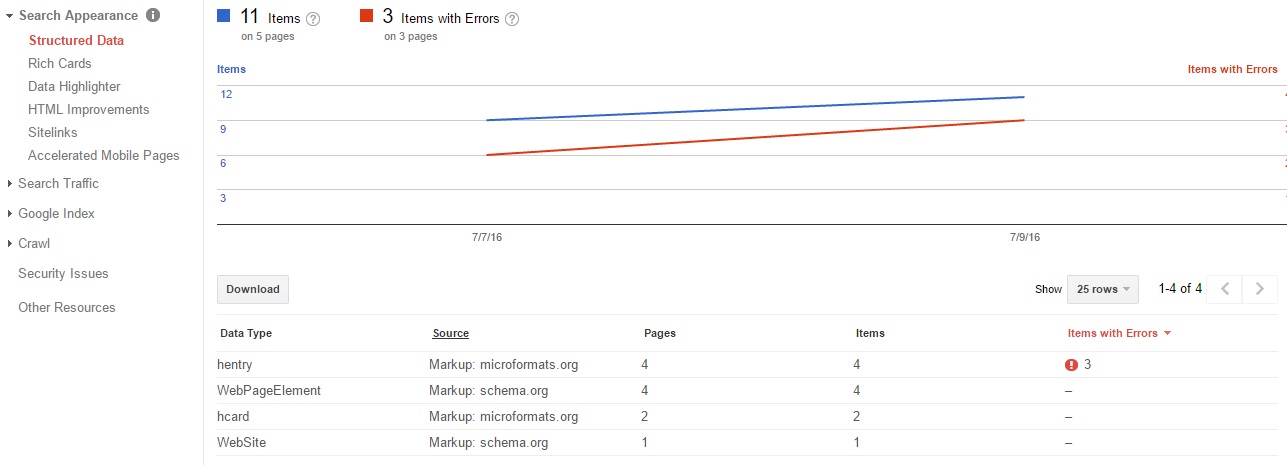 Search Appearance i
Structured Data
Rich Cards
Data Highlighter
HTML Improvements
Sitelinks
Accelerated Mobile Pages
Search Traffic
Google Index
Crawl
Security Issues
Other Resources
11 Items ?
on 5 pages
3 Items with Errors ?
on 3 pages
Items
Items with Errors
12
9
6
3
7/7/16
7/9/16
Download
Show 25 rows 1-4 of 4
Data Type Source Pages Items Items with Errors
hentry Markup: microformats.org 4 4 ! 3
WebPageElement Markup: schema.org 4 4 –
hcard Markup: microformats.org 2 2 –
WebSite Markup: schema.org 1 1 –